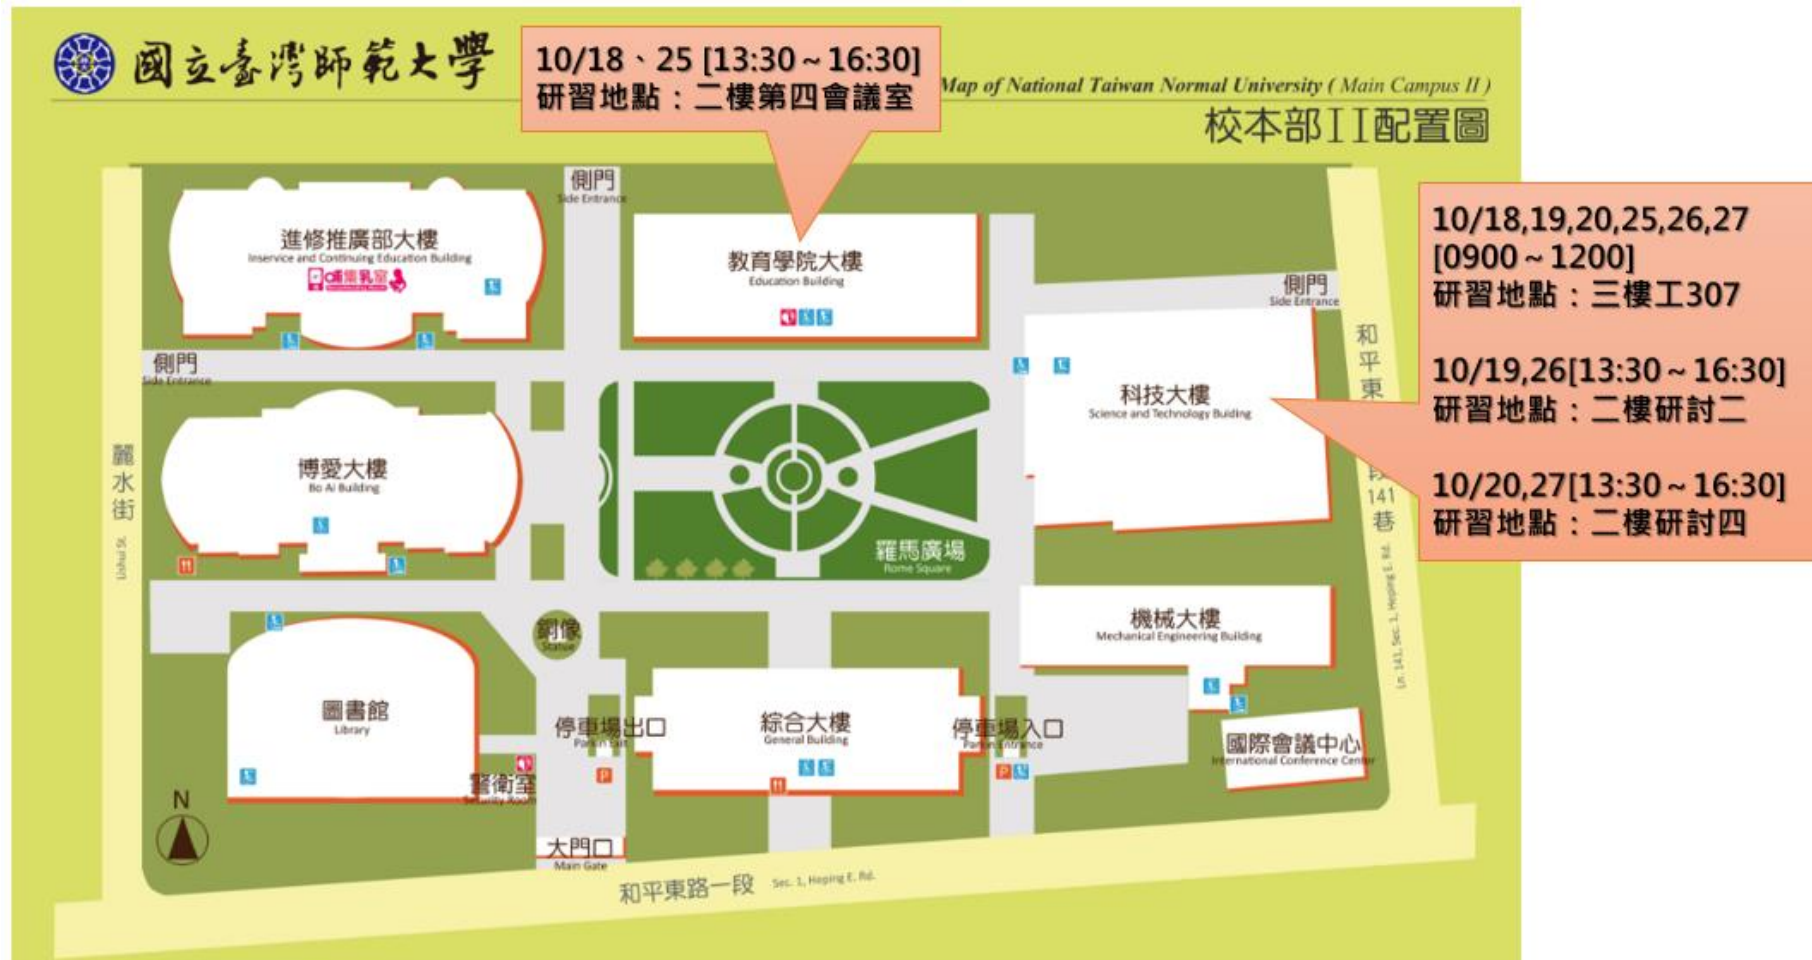 國立臺灣師範大學
10/18、25 [13:30～16:30]
研習地點：二樓第四會議室
Map of National Taiwan Normal University ( Main Campus II )
校本部II配置圖
側門
Side Entrance
進修推廣部大樓
Inservice and Continuing Education Building
哺集乳室
教育學院大樓
Education Building
10/18,19,20,25,26,27
[0900～1200]
研習地點：三樓工307
10/19,26[13:30～16:30]
研習地點：二樓研討二
10/20,27[13:30～16:30]
研習地點：二樓研討四
側門
Side Entrance
側門
Side Entrance
科技大樓
Science and Technology Buiding
和平東
段141巷
Ln. 141, Sec. 1, Heping E. Rd.
麗水街
Lishui St.
博愛大樓
Bo Ai Building
羅馬廣場
Rome Square
銅像
Statue
機械大樓
Mechanical Engineering Building
圖書館
Library
停車場出口
綜合大樓
General Building
停車場入口
國際會議中心
International Conference Center
P
P
警衛室
Security Room
N
大門口
Main Gate
和平東路一段 Sec. 1, Heping E. Rd.